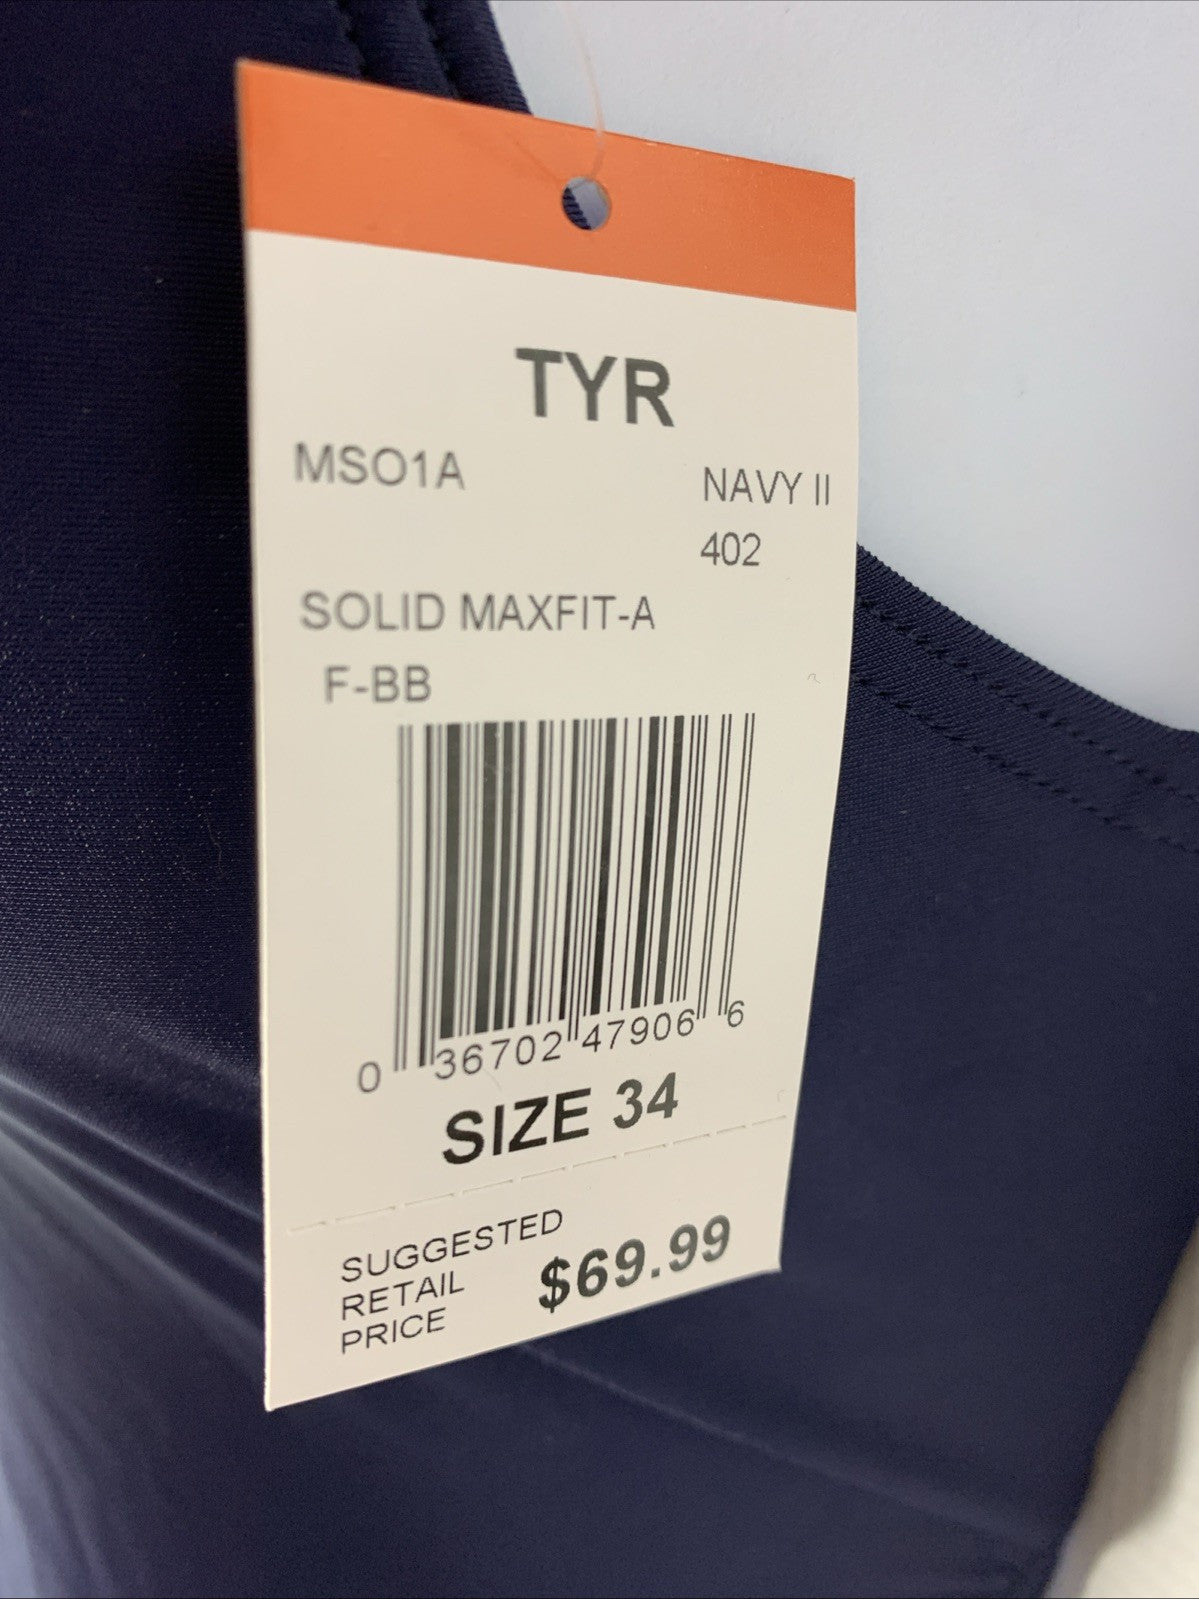 TYR
MSO1A
NAVY II
402
SOLID MAXFIT-A
F-BB
0 36702 47906 6
SIZE 34
SUGGESTED
RETAIL
PRICE
$69.99